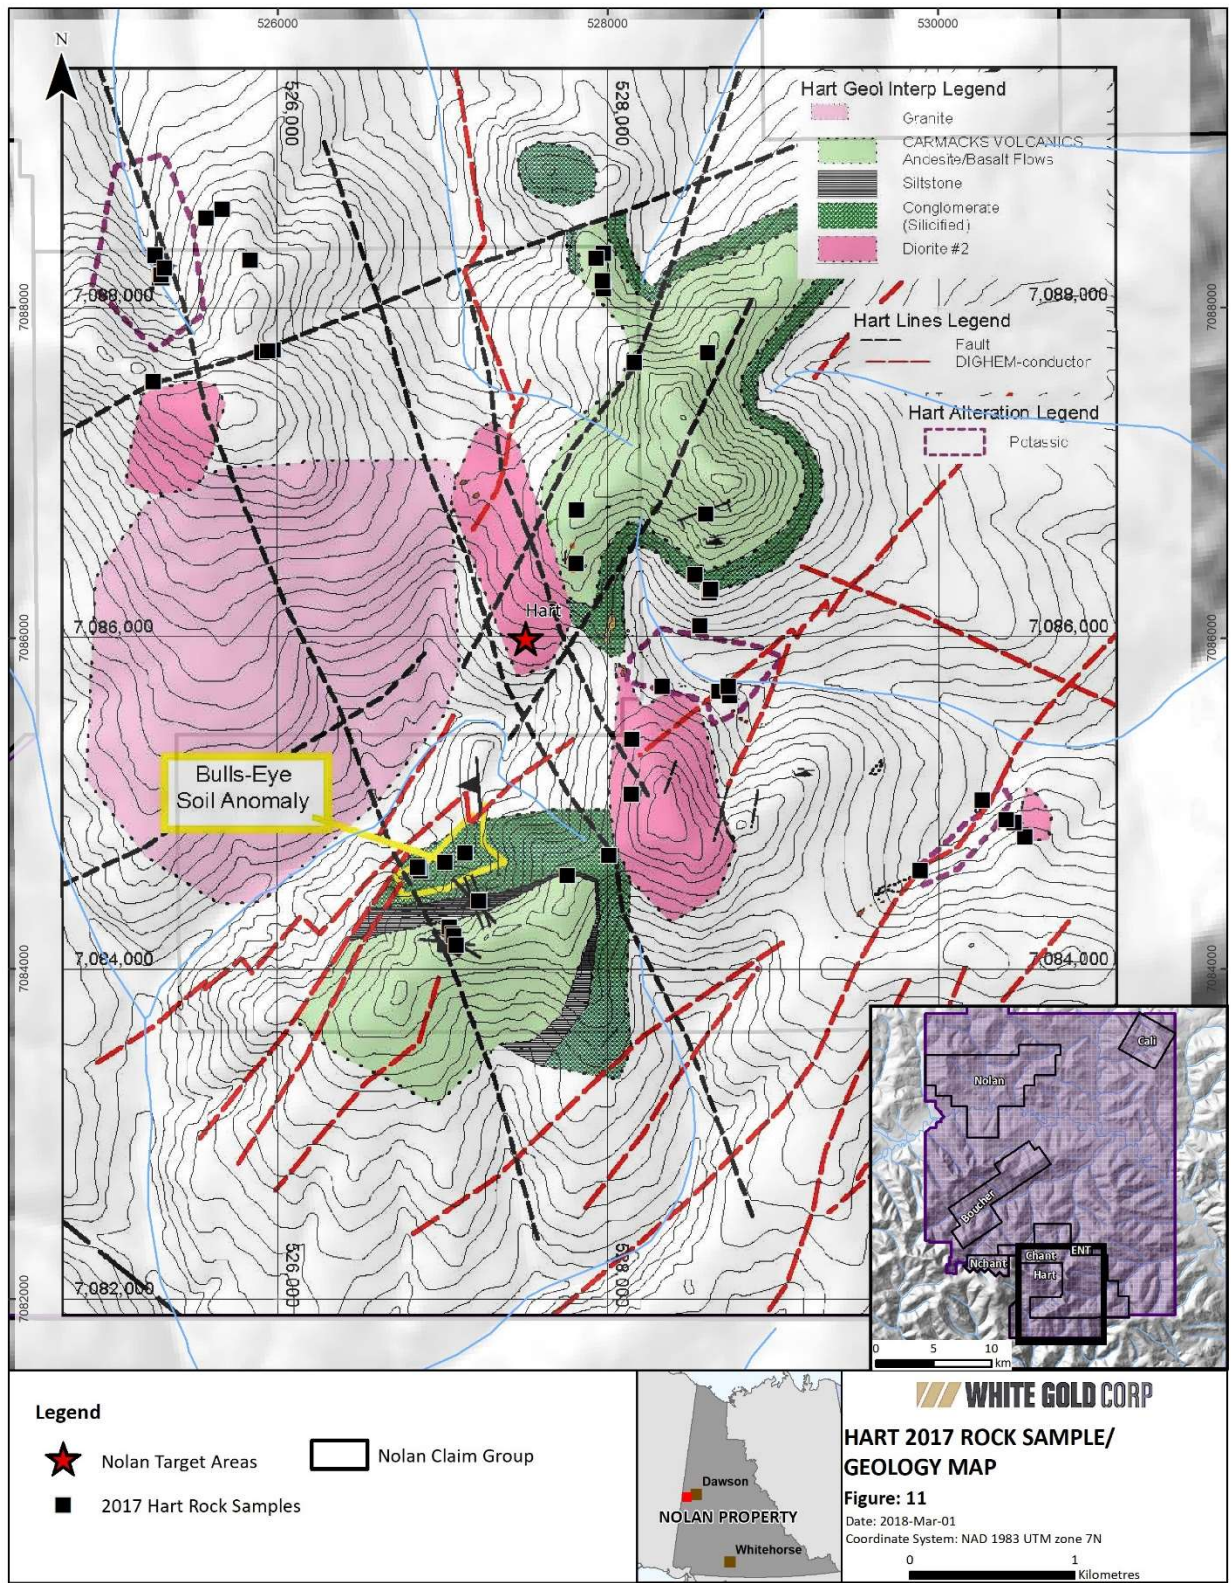 526000
528000
530000
N
526,000
528,000
Hart Geol Interp Legend
Granite
CARMACKS VOLCANICS
Ancesite/Basalt Flows
Siltstone
Conglomerate
(Silicified)
Diorite #2
7088000
7,088,000
7,088,000
7088000
Hart Lines Legend
Fault
DIGHEM-conductor
Hart Alteration Legend
Potassic
Hart
7086000
7,086,000
7,086,000
7086000
Bulls-Eye
Soil Anomaly
7084000
7,084,000
7,084,000
7084000
Cali
Nolan
Boucher
Nchant
Chant
ENT
Hart
0 5 10
km
526,000
528,000
7082000
7,082,000
Legend
Nolan Target Areas
Nolan Claim Group
2017 Hart Rock Samples
Dawson
NOLAN PROPERTY
Whitehorse
WHITE GOLD CORP
HART 2017 ROCK SAMPLE/
GEOLOGY MAP
Figure: 11
Date: 2018-Mar-01
Coordinate System: NAD 1983 UTM zone 7N
0 1
Kilometres